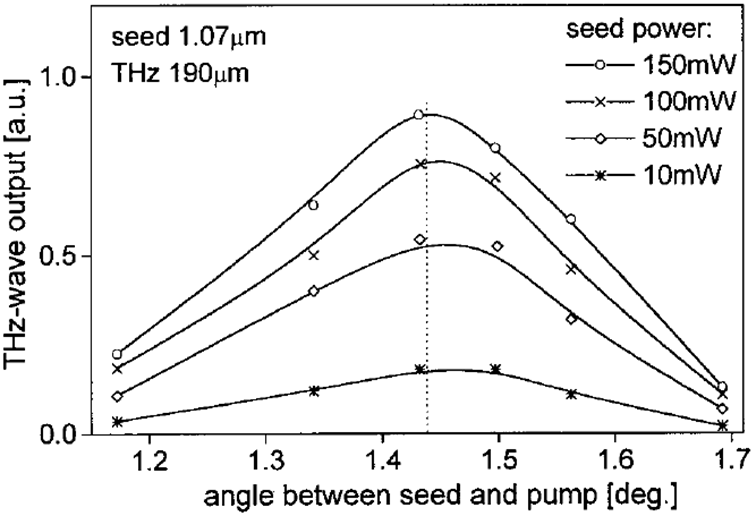 seed 1.07μm
THz 190μm
seed power:
150mW
100mW
50mW
10mW
THz-wave output [a.u.]
1.0
0.5
0.0
1.2 1.3 1.4 1.5 1.6 1.7
angle between seed and pump [deg.]